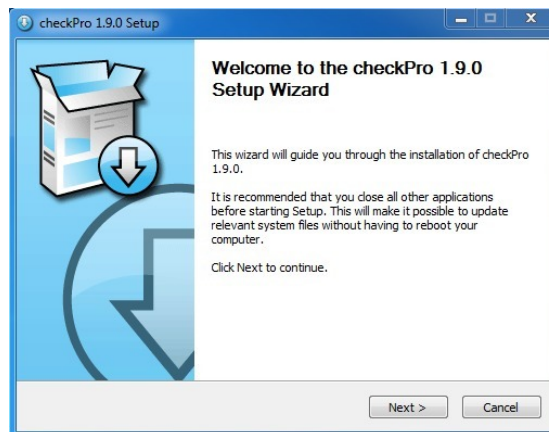 checkPro 1.9.0 Setup
Welcome to the checkPro 1.9.0
Setup Wizard
This wizard will guide you through the installation of checkPro
1.9.0.
It is recommended that you close all other applications
before starting Setup. This will make it possible to update
relevant system files without having to reboot your
computer.
Click Next to continue.
Next >
Cancel